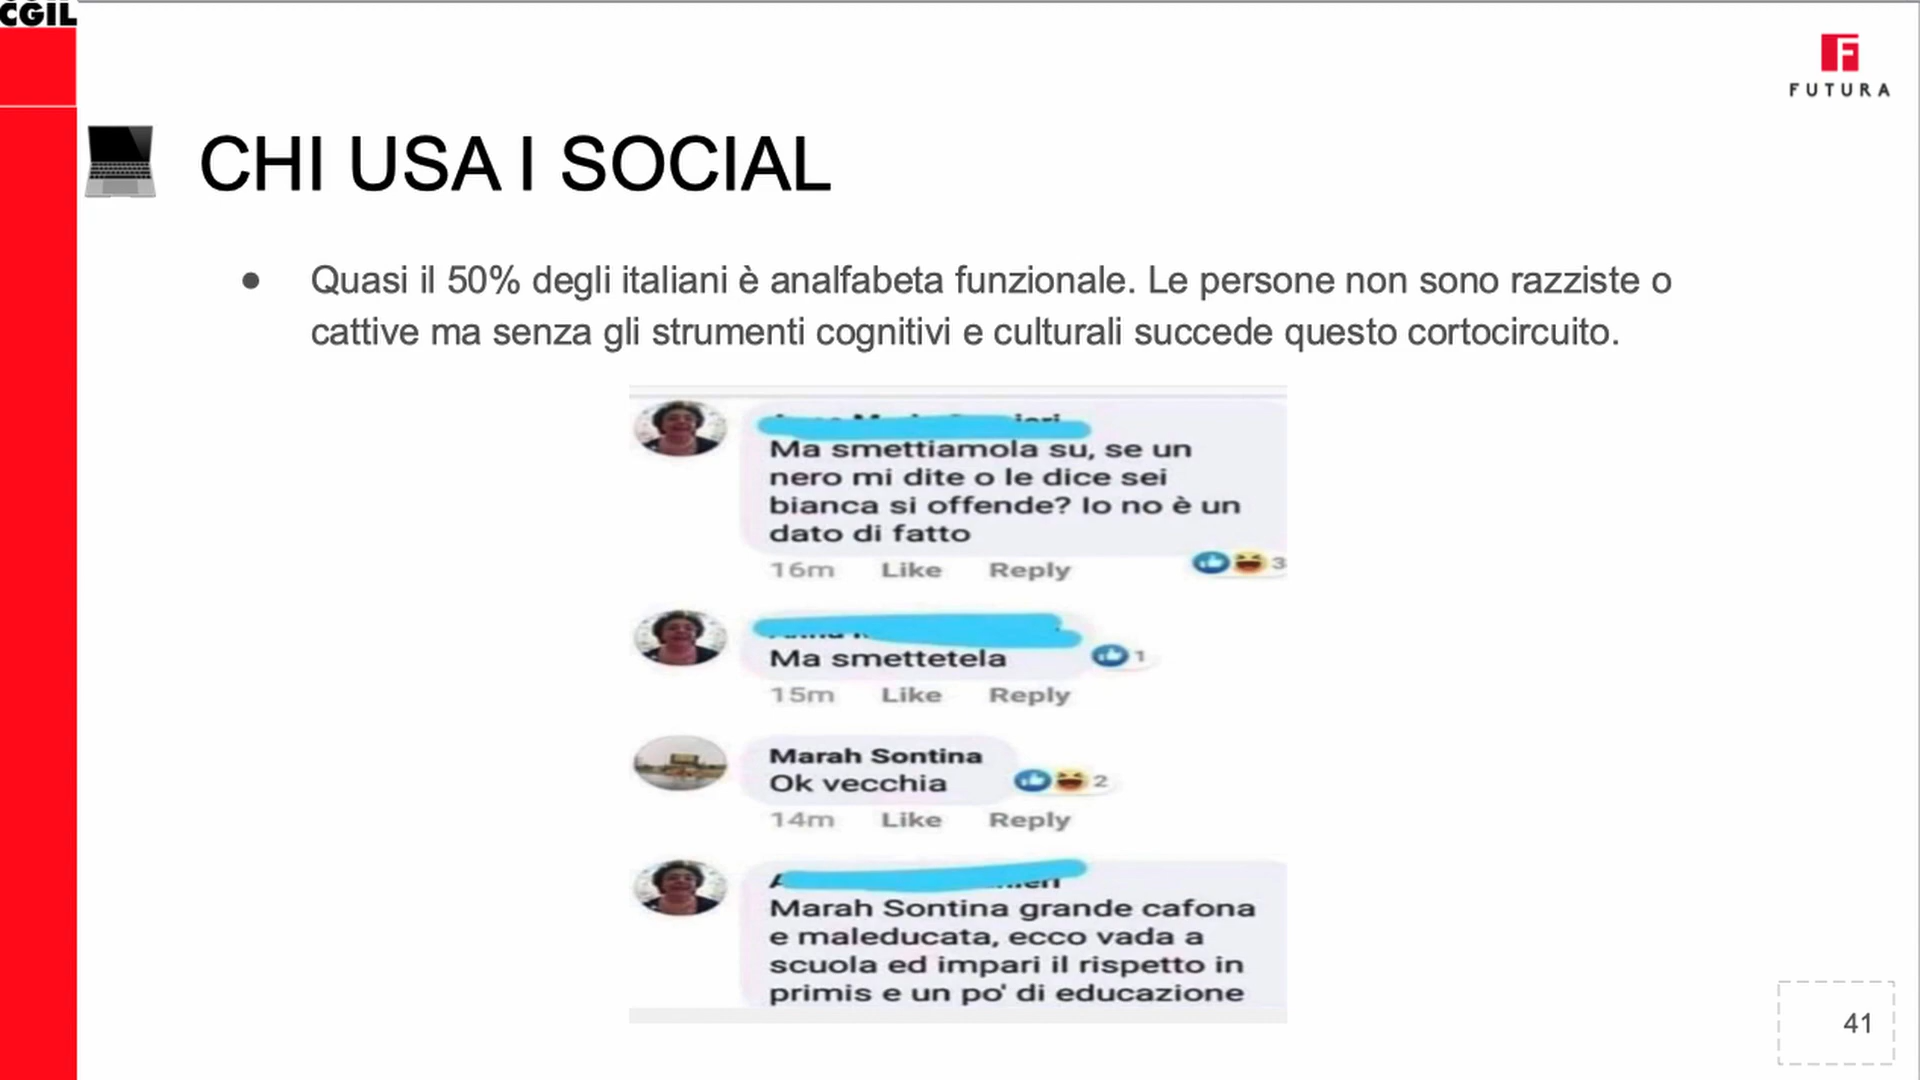 CGIL
FUTURA
CHI USA I SOCIAL
Quasi il 50% degli italiani è analfabeta funzionale. Le persone non sono razziste o
cattive ma senza gli strumenti cognitivi e culturali succede questo cortocircuito.
Ma smettiamola su, se un
nero mi dite o le dice sei
bianca si offende? Io no è un
dato di fatto
16m Like Reply 3
Ma smettetela 1
15m Like Reply
Marah Sontina
Ok vecchia 2
14m Like Reply
Marah Sontina grande cafona
e maleducata, ecco vada a
scuola ed impari il rispetto in
primis e un po' di educazione
41